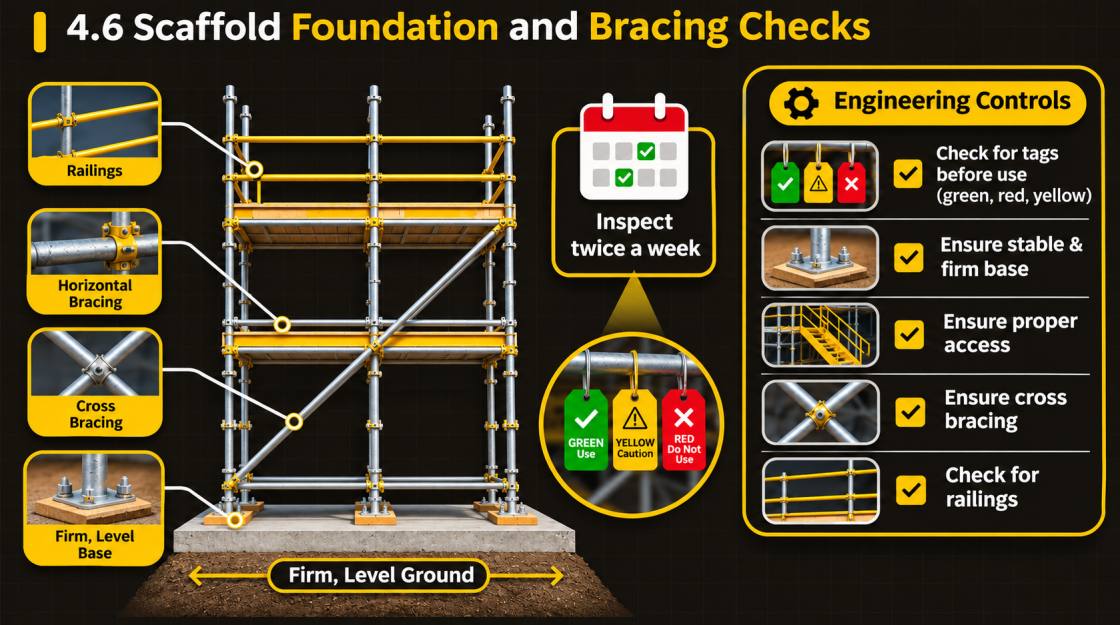 4.6 Scaffold Foundation and Bracing Checks
Railings
Horizontal
Bracing
Cross
Bracing
Firm, Level
Base
Firm, Level Ground
Inspect
twice a week
GREEN
Use
YELLOW
Caution
RED
Do Not
Use
Engineering Controls
Check for tags
before use
(green, red, yellow)
Ensure stable &
firm base
Ensure proper
access
Ensure cross
bracing
Check for
railings